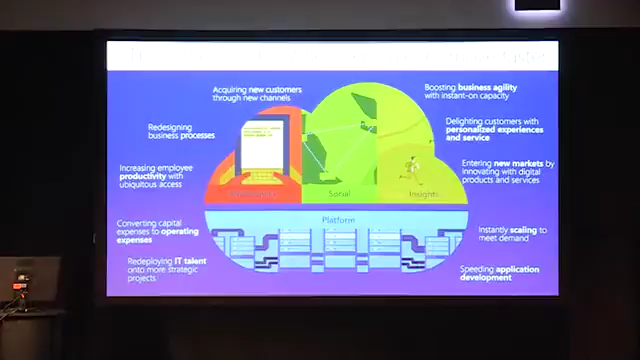 Acquiring new customers
through new channels
Boosting business agility
with instant-on capacity
Redesigning
business processes
Delighting customers with
personalized experiences
and service
Increasing employee
productivity with
ubiquitous access
Entering new markets by
innovating with digital
products and services
Social
Insights
Platform
Converting capital
expenses to operating
expenses
Instantly scaling to
meet demand
Redeploying IT talent
onto more strategic
projects
Speeding application
development